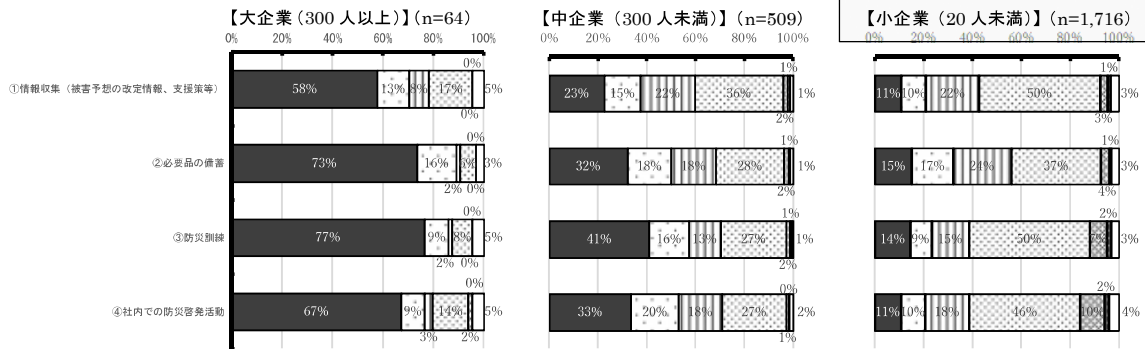 【大企業（300 人以上）】（n=64）
0% 20% 40% 60% 80% 100%
【中企業（300 人未満）】（n=509）
0% 20% 40% 60% 80% 100%
【小企業（20 人未満）】（n=1,716）
0% 20% 40% 60% 80% 100%
①情報収集（被害予想の改定情報、支援策等）
58% 13% 8% 17% 0% 0% 5%
23% 15% 22% 36% 2% 1% 1%
11% 10% 22% 50% 3% 1% 3%
②必要品の備蓄
73% 16% 2% 6% 0% 0% 3%
32% 18% 18% 28% 2% 1% 1%
15% 17% 24% 37% 4% 1% 3%
③防災訓練
77% 9% 2% 8% 0% 0% 5%
41% 16% 13% 27% 2% 1% 1%
14% 9% 15% 50% 7% 2% 3%
④社内での防災啓発活動
67% 9% 3% 14% 2% 0% 5%
33% 20% 18% 27% 1% 0% 2%
11% 10% 18% 46% 10% 2% 4%